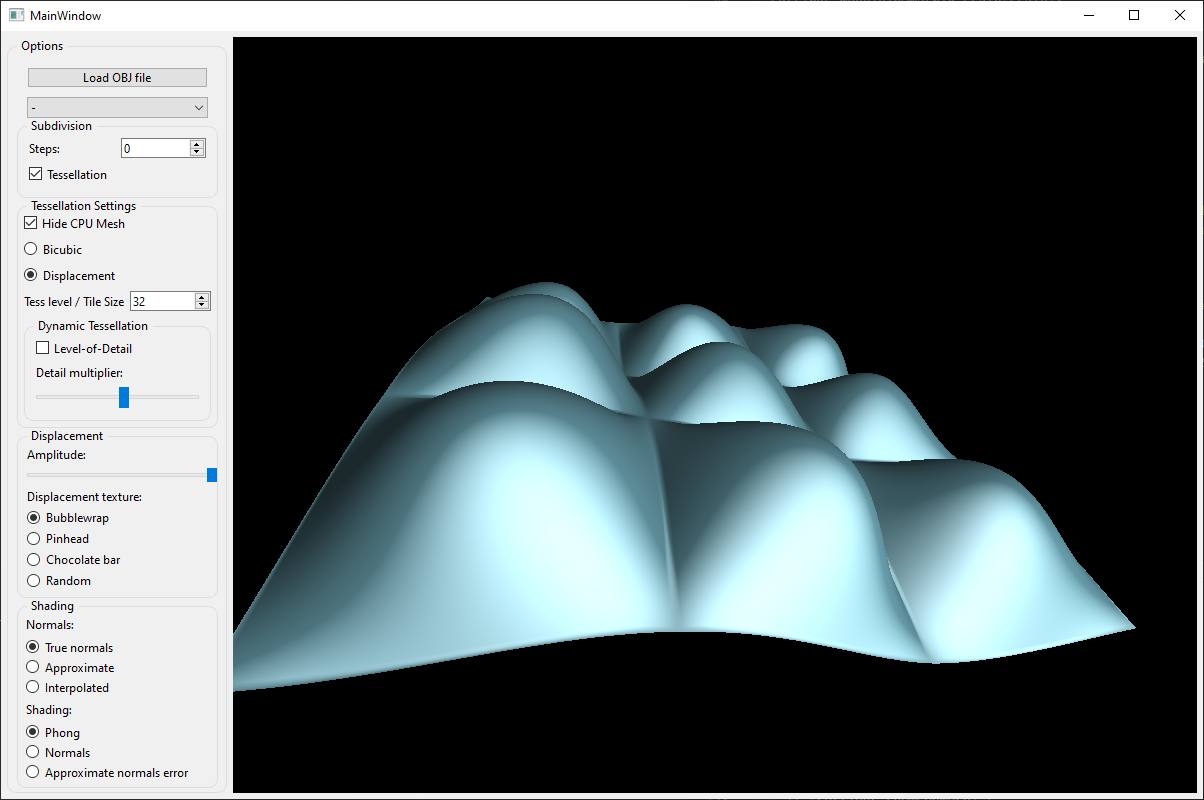 MainWindow
Options
Load OBJ file
-
Subdivision
Steps: 0
Tessellation
Tessellation Settings
Hide CPU Mesh
Bicubic
Displacement
Tess level / Tile Size 32
Dynamic Tessellation
Level-of-Detail
Detail multiplier:
Displacement
Amplitude:
Displacement texture:
Bubblewrap
Pinhead
Chocolate bar
Random
Shading
Normals:
True normals
Approximate
Interpolated
Shading:
Phong
Normals
Approximate normals error